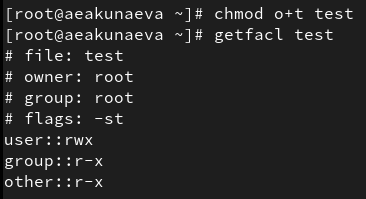 [root@aeakunaeva ~]# chmod o+t test
[root@aeakunaeva ~]# getfacl test
# file: test
# owner: root
# group: root
# flags: -st
user::rwx
group::r-x
other::r-x